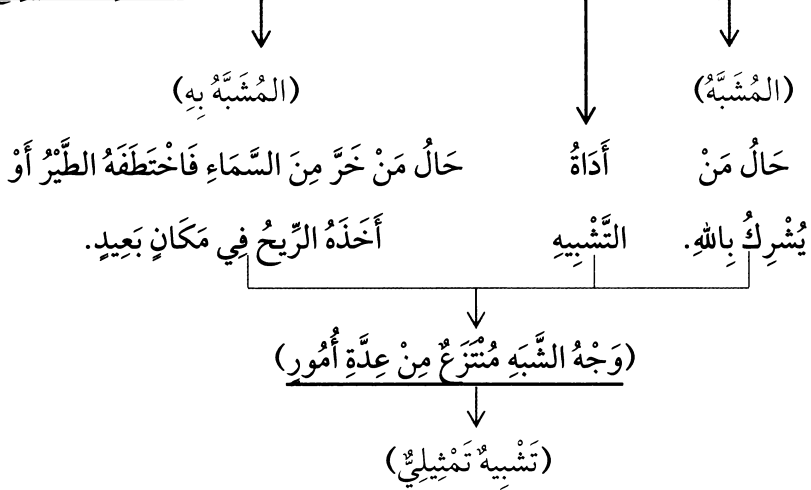 (المُشَبَّهُ) (المُشَبَّهُ بِهِ)
حَالُ مَنْ أَدَاةُ حَالُ مَنْ خَرَّ مِنَ السَّمَاءِ فَاخْتَطَفَهُ الطَّيْرُ أَوْ
يُشْرِكُ بِاللهِ. التَّشْبِيهِ أَخَذَهُ الرِّيحُ فِي مَكَانٍ بَعِيدٍ.
(وَجْهُ الشَّبَهِ مُنْتَزَعٌ مِنْ عِدَّةِ أُمُورٍ)
(تَشْبِيهٌ تَمْثِيلِيٌّ)